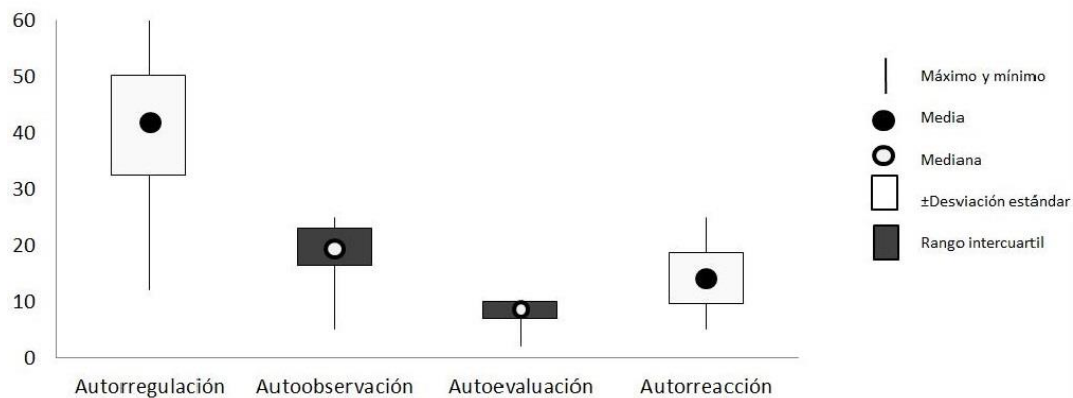 60
50
40
30
20
10
0
Autorregulación Autoobservación Autoevaluación Autorreacción
Máximo y mínimo
Media
Mediana
±Desviación estándar
Rango intercuartil